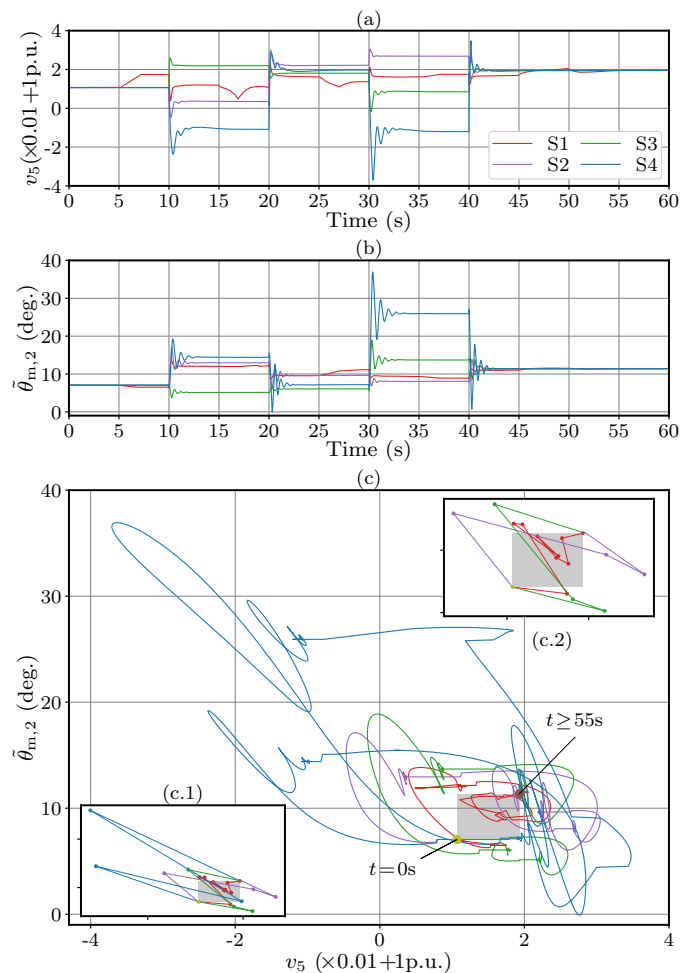 (a)
4
2
0
-2
-4
v₅(×0.01+1p.u.)
S1 S3
S2 S4
0 5 10 15 20 25 30 35 40 45 50 55 60
Time (s)
(b)
40
30
20
10
0
θ̃m,2 (deg.)
0 5 10 15 20 25 30 35 40 45 50 55 60
Time (s)
(c)
40
30
20
10
0
θ̃m,2 (deg.)
(c.2)
t≥55s
(c.1)
t=0s
-4 -2 0 2 4
v₅ (×0.01+1p.u.)